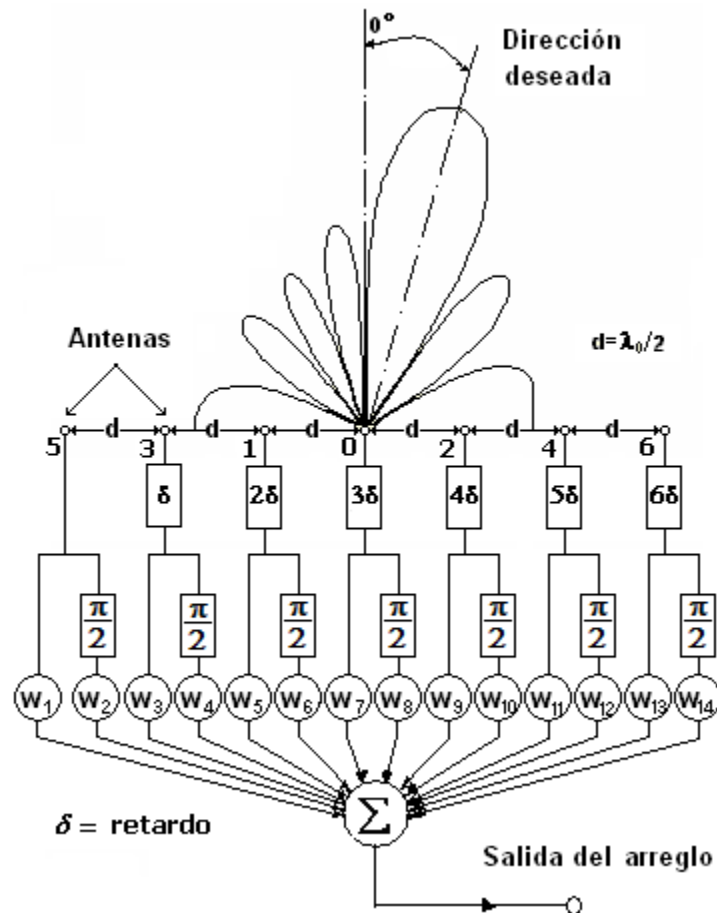 0°
Dirección
deseada
Antenas
d=λ₀/2
d d d d d d
5 3 1 0 2 4 6
δ 2δ 3δ 4δ 5δ 6δ
π/2 π/2 π/2 π/2 π/2 π/2 π/2
W₁ W₂ W₃ W₄ W₅ W₆ W₇ W₈ W₉ W₁₀ W₁₁ W₁₂ W₁₃ W₁₄
Σ
δ = retardo
Salida del arreglo